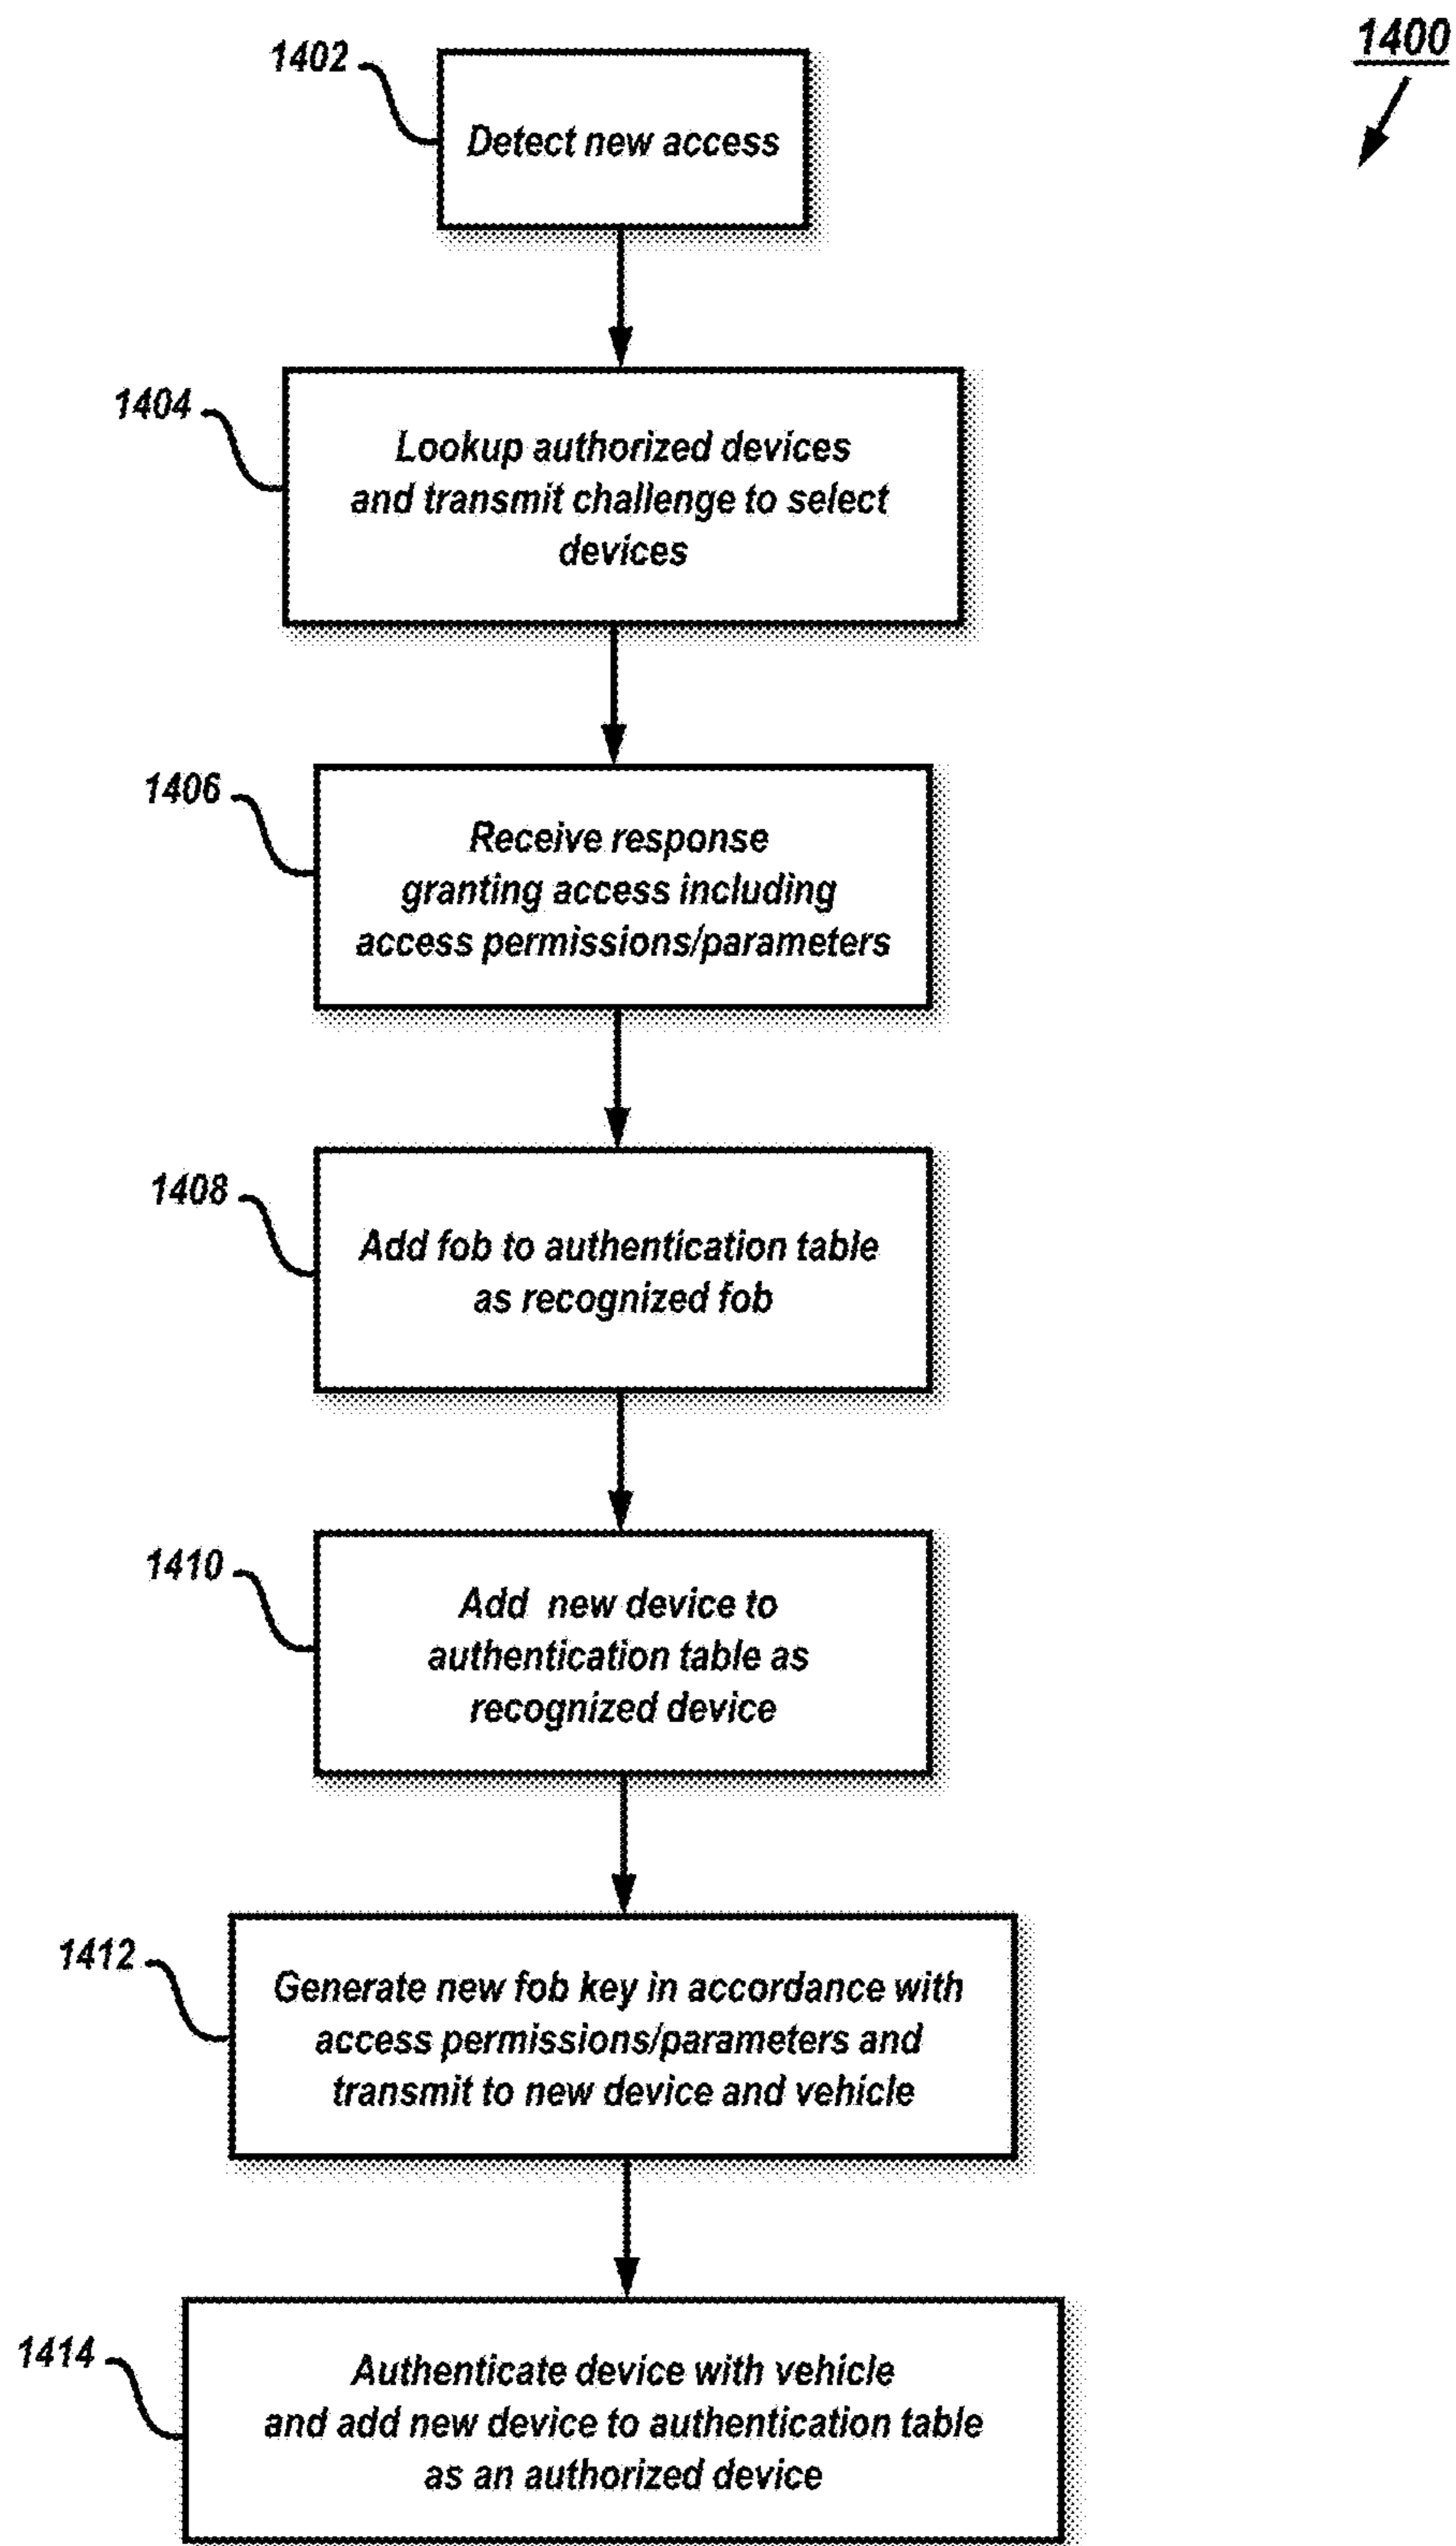 1400
1402
Detect new access
1404
Lookup authorized devices
and transmit challenge to select
devices
1406
Receive response
granting access including
access permissions/parameters
1408
Add fob to authentication table
as recognized fob
1410
Add new device to
authentication table as
recognized device
1412
Generate new fob key in accordance with
access permissions/parameters and
transmit to new device and vehicle
1414
Authenticate device with vehicle
and add new device to authentication table
as an authorized device